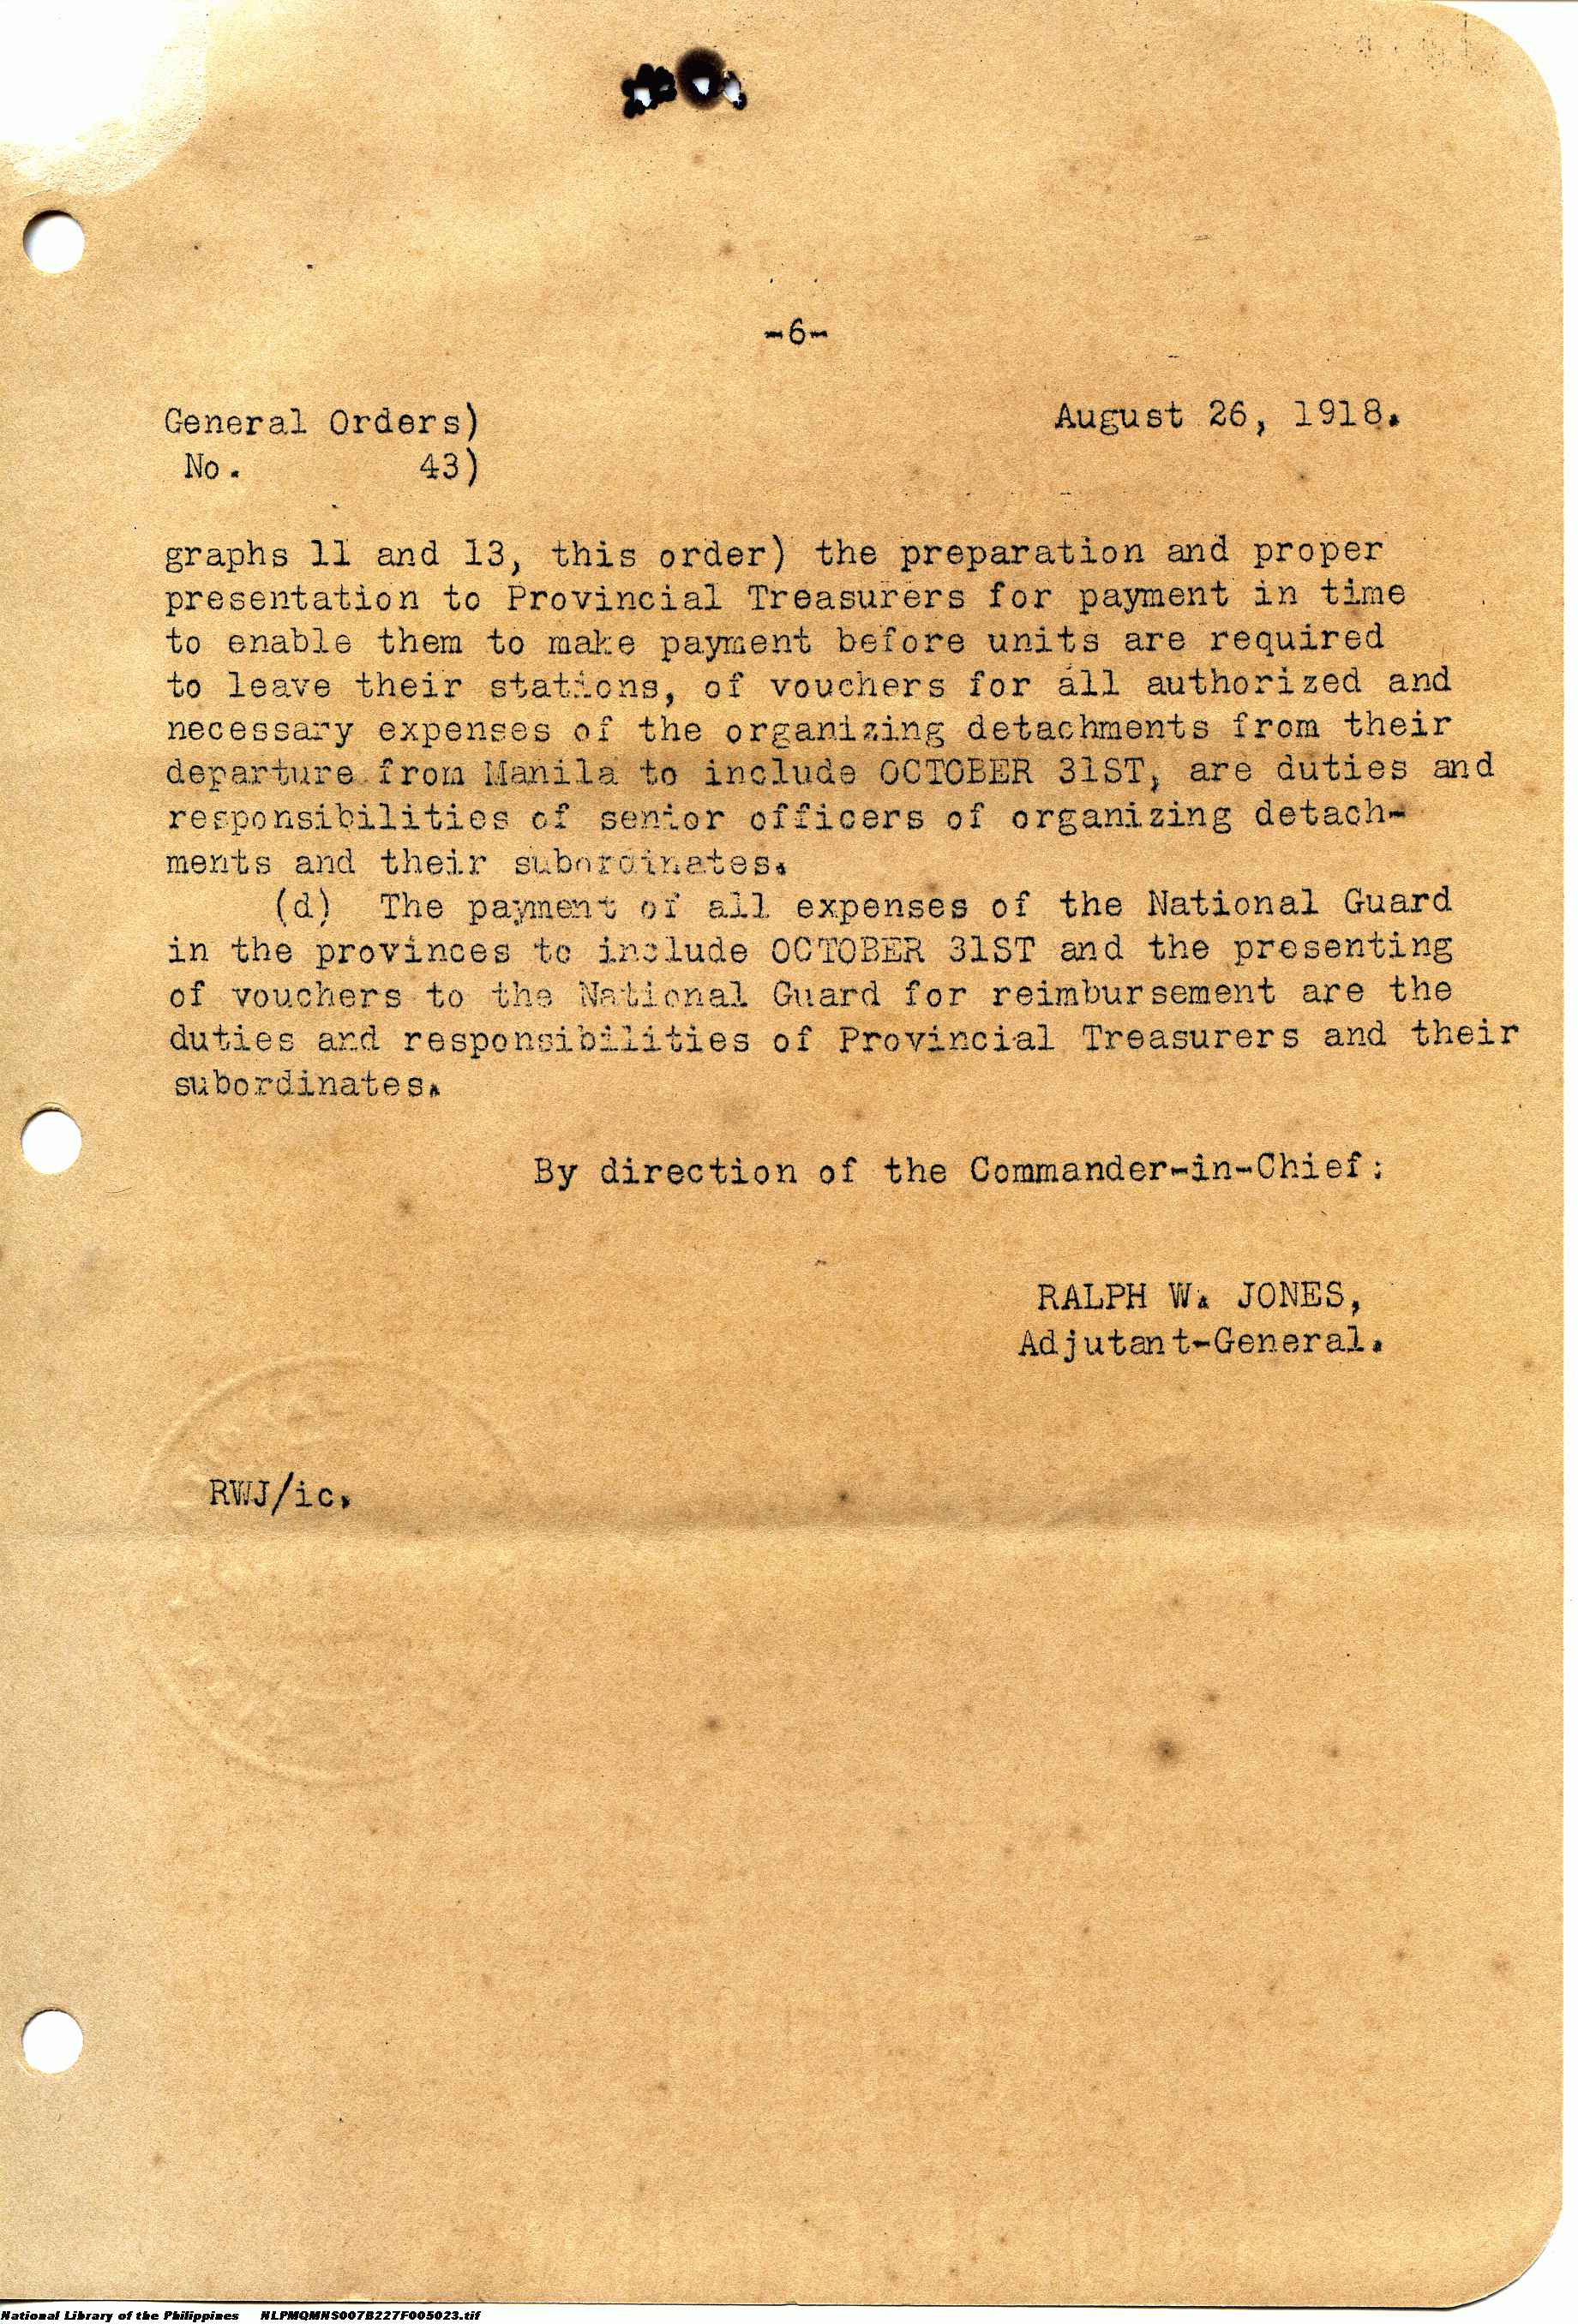 -6-
General Orders)
No. 43)
August 26, 1918.
graphs 11 and 13, this order) the preparation and proper
presentation to Provincial Treasurers for payment in time
to enable them to make payment before units are required
to leave their stations, of vouchers for all authorized and
necessary expenses of the organizing detachments from their
departure from Manila to include OCTOBER 31ST, are duties and
responsibilities of senior officers of organizing detach-
ments and their subordinates.
(d) The payment of all expenses of the National Guard
in the provinces to include OCTOBER 31ST and the presenting
of vouchers to the National Guard for reimbursement are the
duties and responsibilities of Provincial Treasurers and their
subordinates.
By direction of the Commander-in-Chief:
RALPH W. JONES,
Adjutant-General.
RWJ/ic.
National Library of the Philippines NLPMQMNS007B227F005023.tif